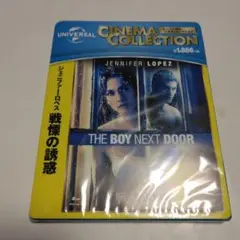 UNIVERSAL
CINEMA
COLLECTION
¥1,886
JENNIFER LOPEZ
THE BOY NEXT DOOR
ジェニファー・ロペス
戦慄の誘惑